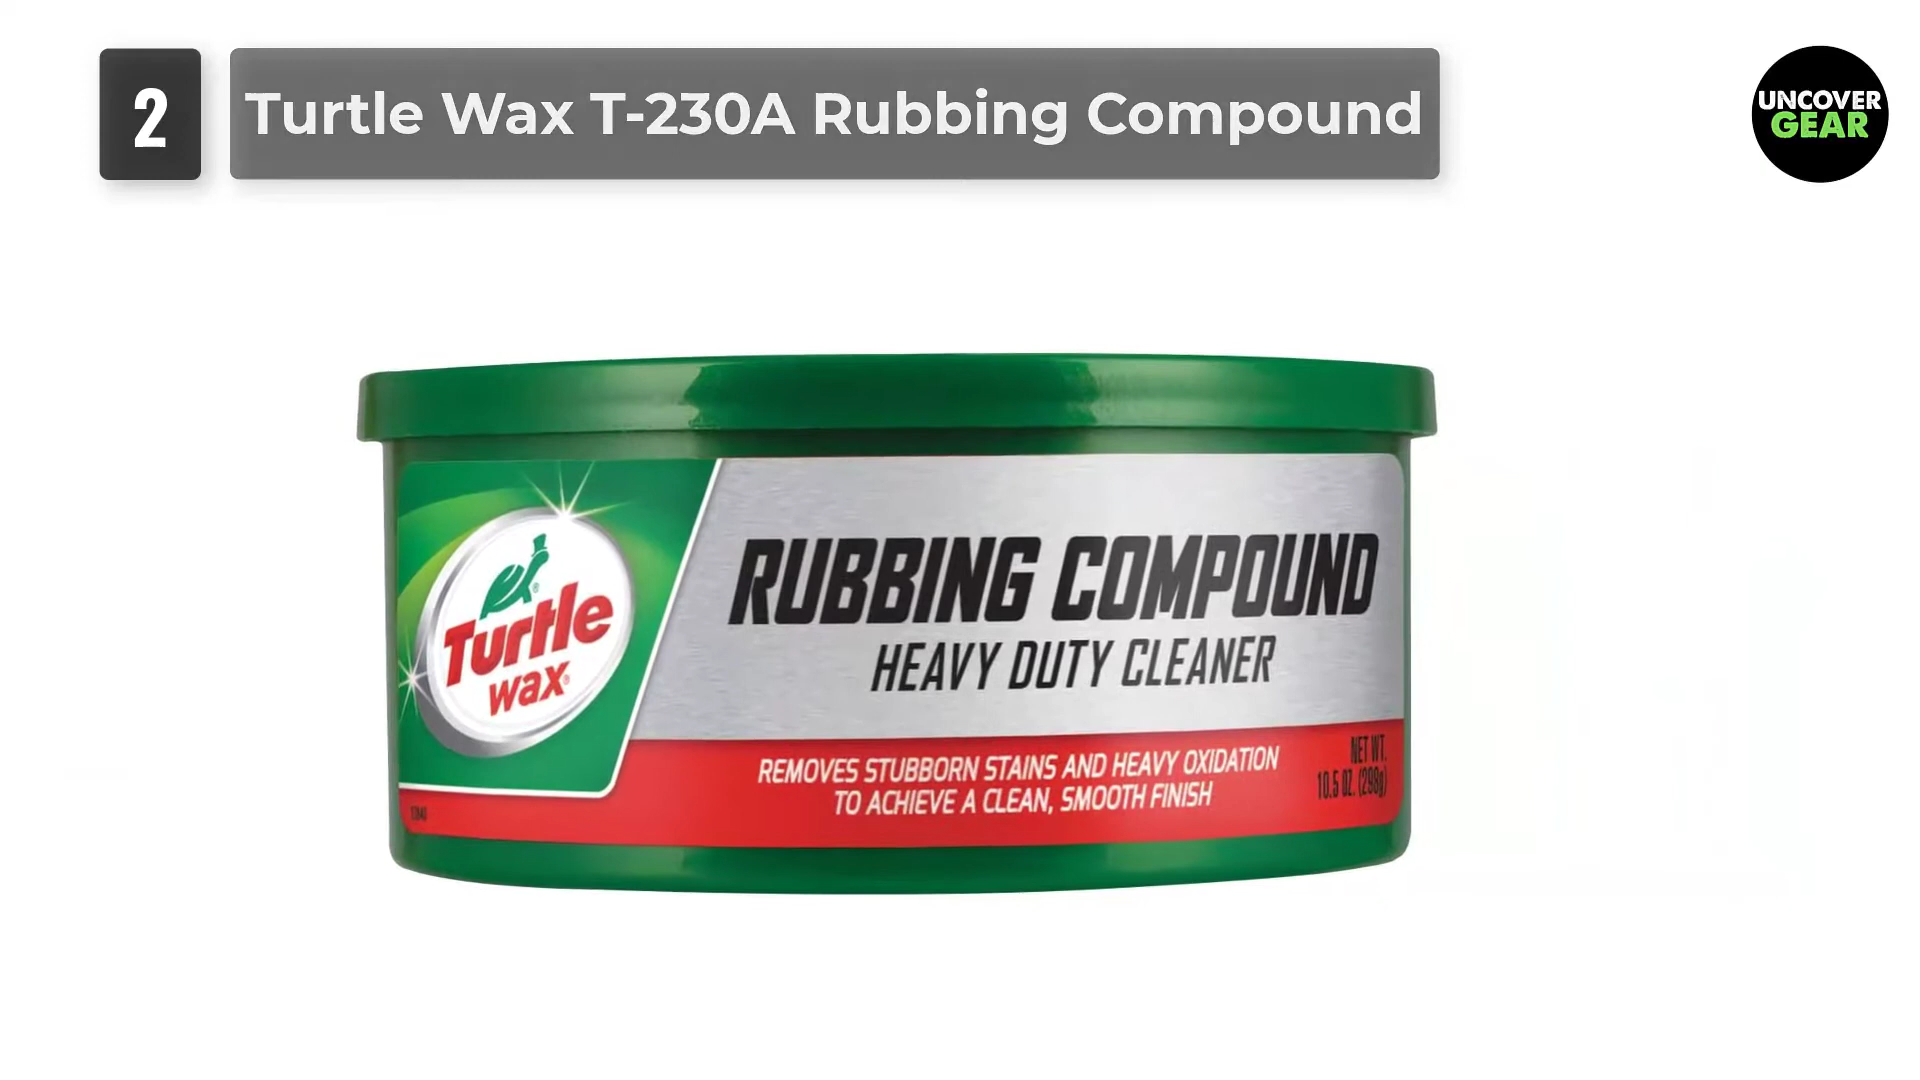 2
Turtle Wax T-230A Rubbing Compound
UNCOVER
GEAR
RUBBING COMPOUND
HEAVY DUTY CLEANER
Turtle
wax®
REMOVES STUBBORN STAINS AND HEAVY OXIDATION
TO ACHIEVE A CLEAN, SMOOTH FINISH
NET WT.
10.5 OZ. (298g)